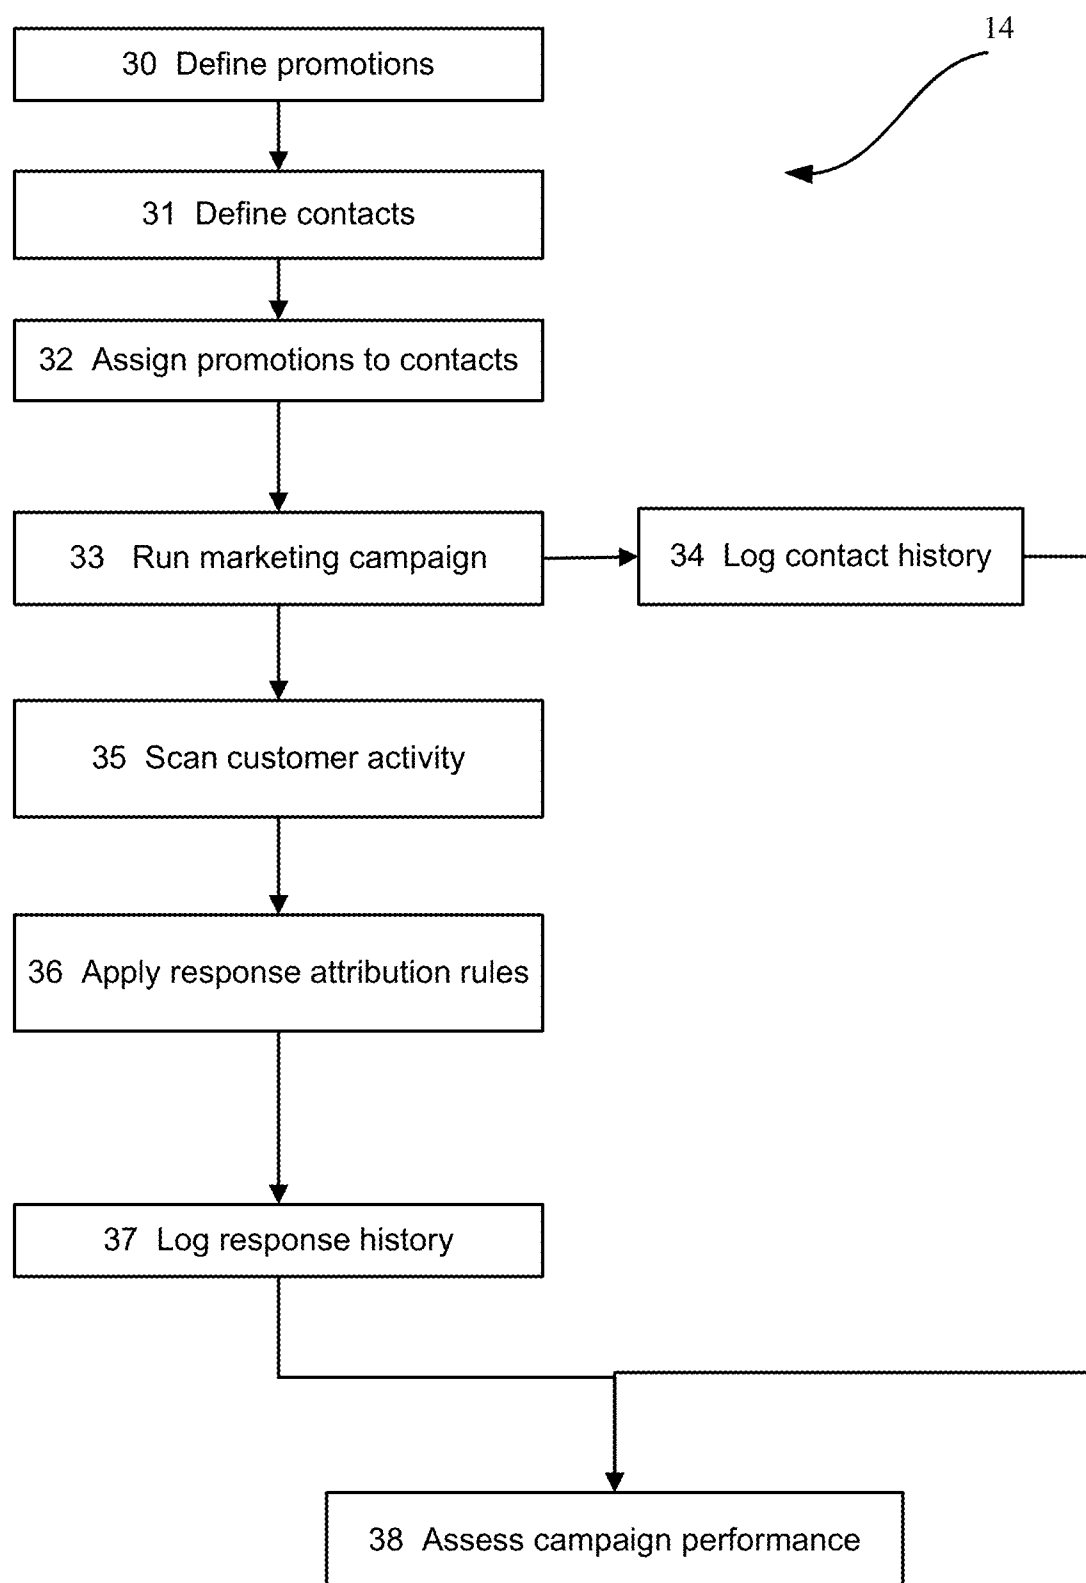 14
30 Define promotions
31 Define contacts
32 Assign promotions to contacts
33 Run marketing campaign
34 Log contact history
35 Scan customer activity
36 Apply response attribution rules
37 Log response history
38 Assess campaign performance